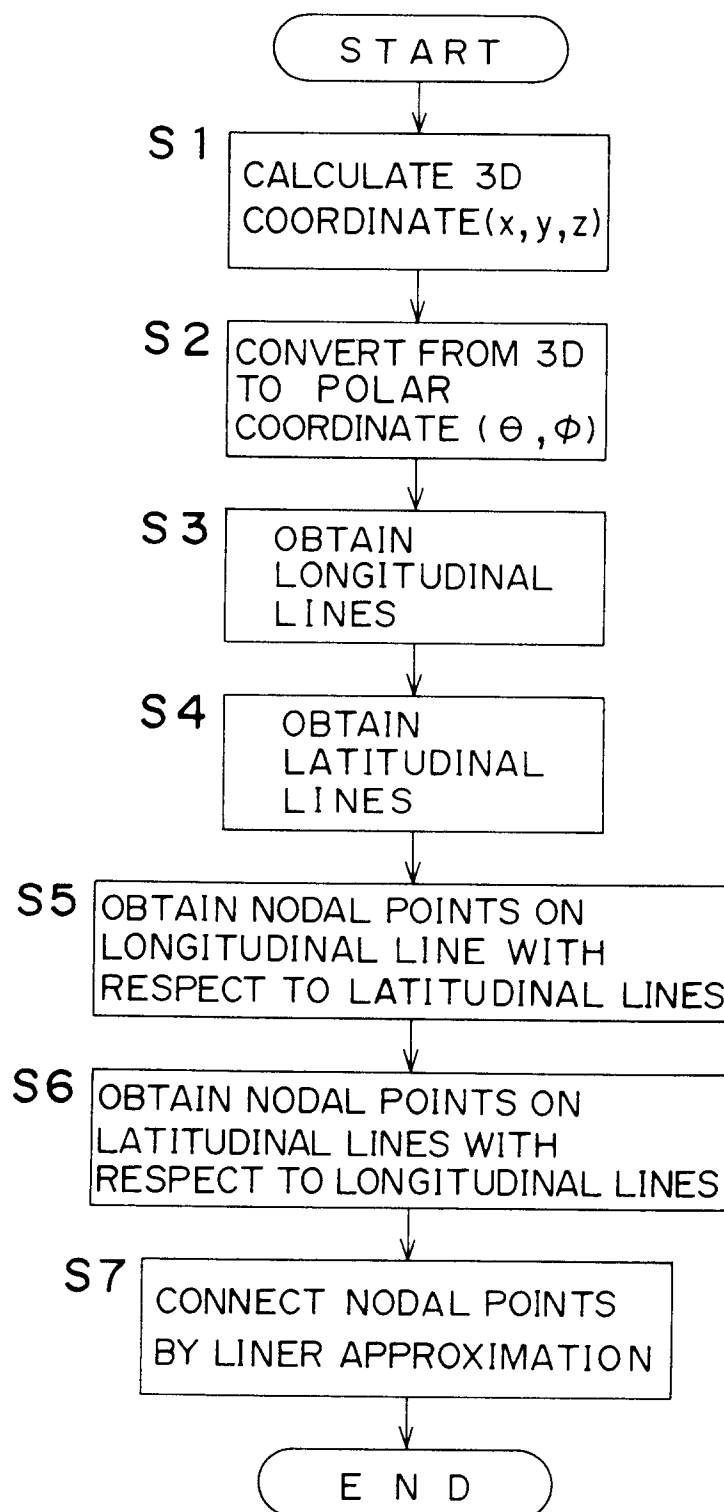 START
S1
CALCULATE 3D
COORDINATE(x,y,z)
S2
CONVERT FROM 3D
TO POLAR
COORDINATE (θ,φ)
S3
OBTAIN
LONGITUDINAL
LINES
S4
OBTAIN
LATITUDINAL
LINES
S5
OBTAIN NODAL POINTS ON
LONGITUDINAL LINE WITH
RESPECT TO LATITUDINAL LINES
S6
OBTAIN NODAL POINTS ON
LATITUDINAL LINES WITH
RESPECT TO LONGITUDINAL LINES
S7
CONNECT NODAL POINTS
BY LINER APPROXIMATION
END